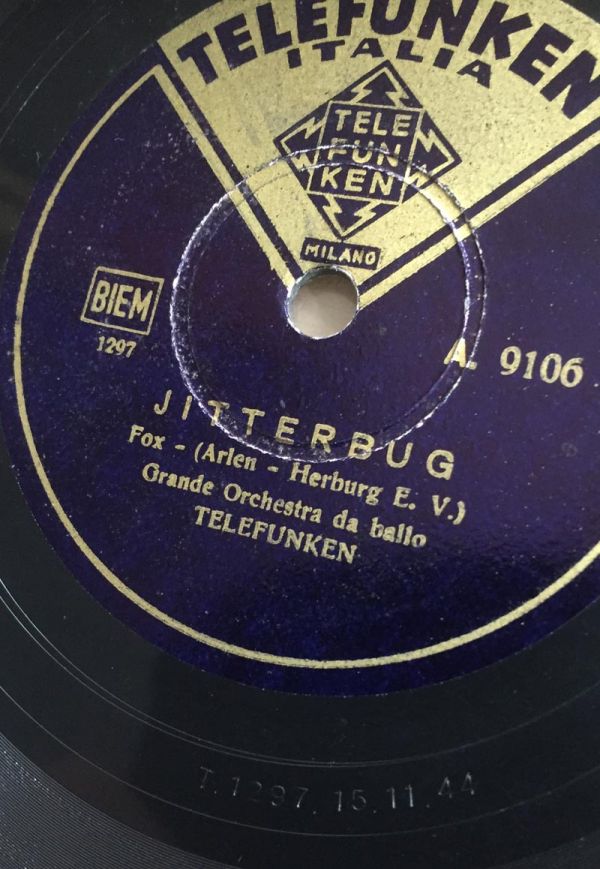 TELEFUNKEN
ITALIA
TELE
FUN
KEN
MILANO
BIEM
1297
A. 9106
JITTERBUG
Fox - (Arlen - Herburg E. V.)
Grande Orchestra da ballo
TELEFUNKEN
T.1297.15.11.44